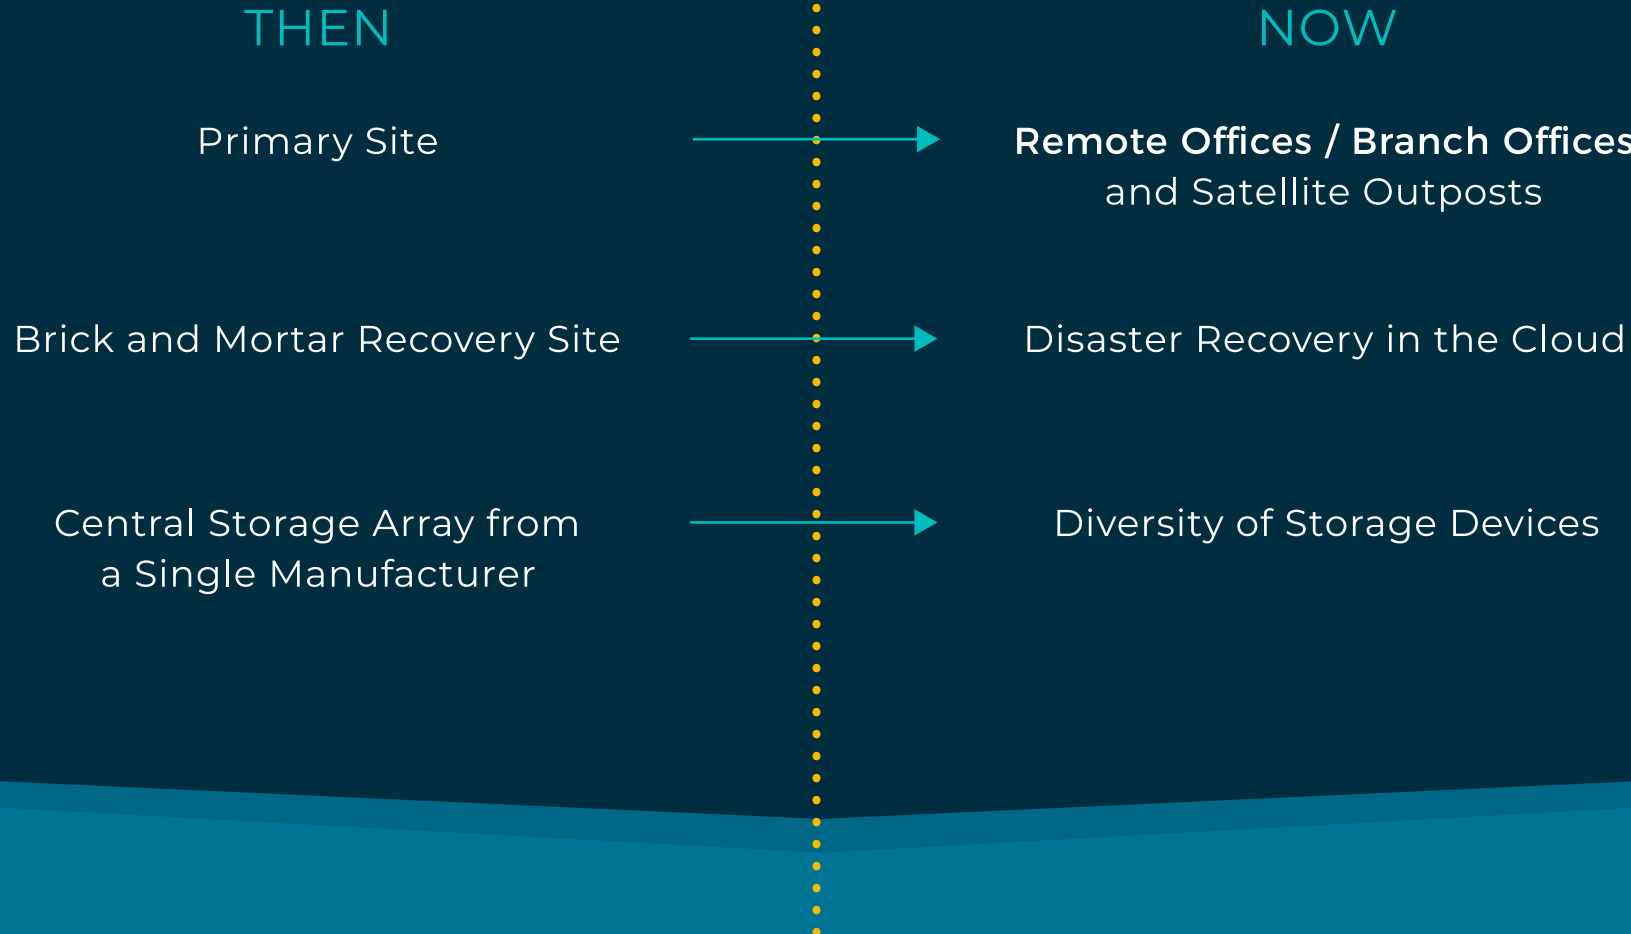 THEN
NOW
Primary Site
Remote Offices / Branch Offices
and Satellite Outposts
Brick and Mortar Recovery Site
Disaster Recovery in the Cloud
Central Storage Array from
a Single Manufacturer
Diversity of Storage Devices